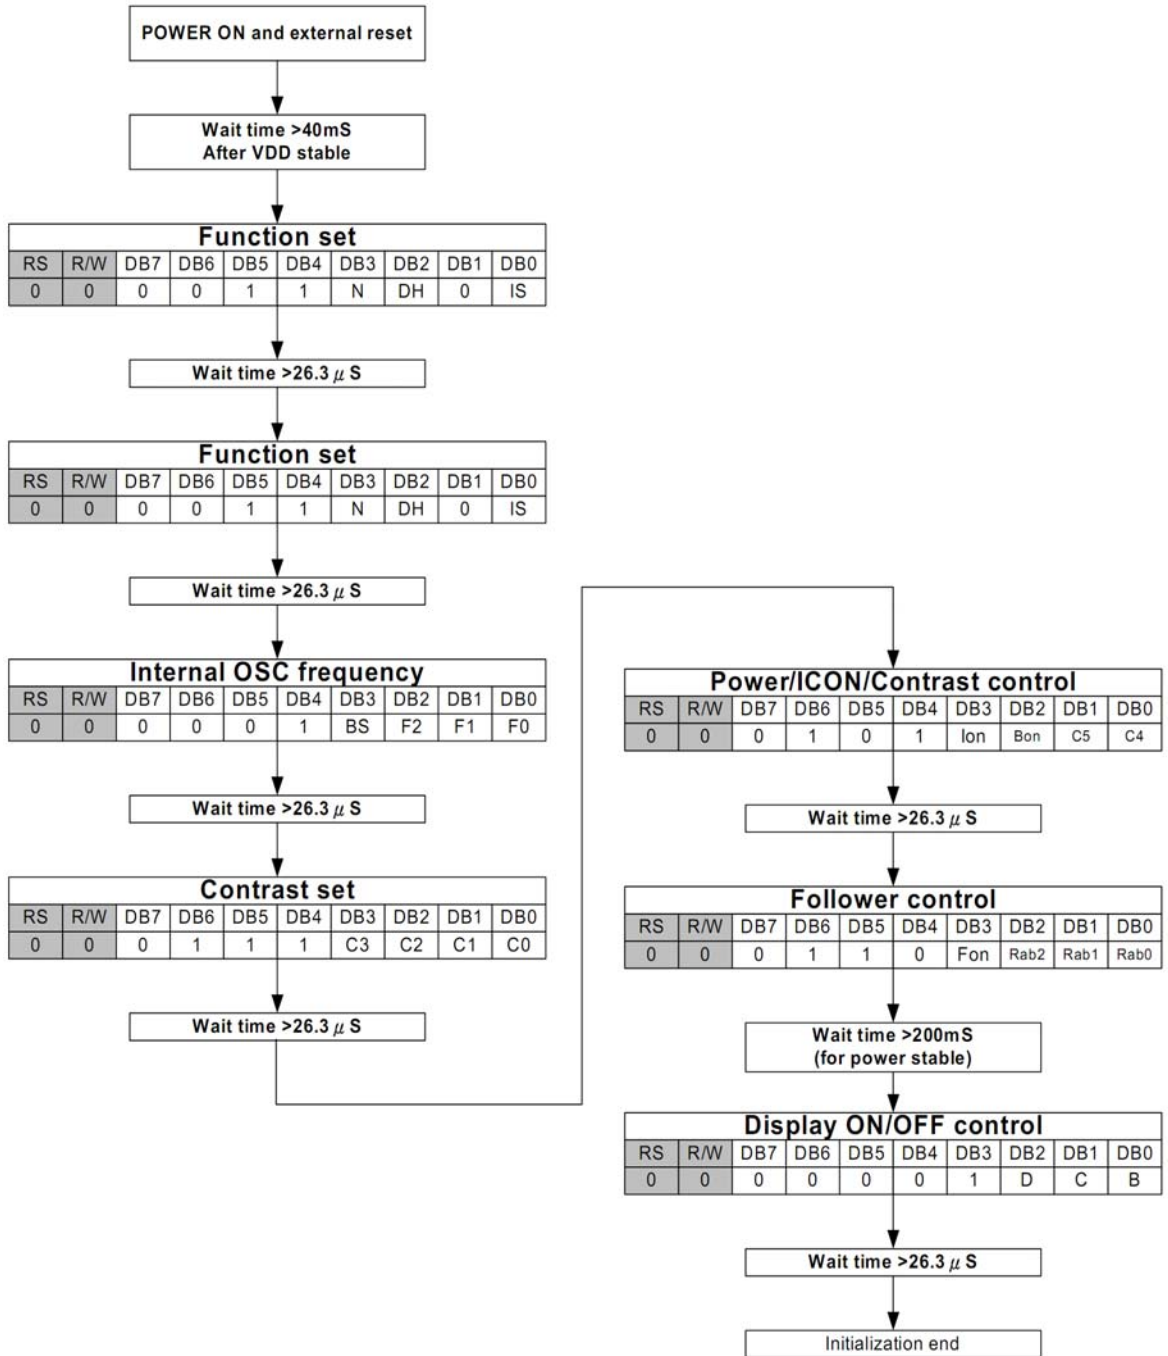 POWER ON and external reset
Wait time >40mS
After VDD stable
Function set
RS R/W DB7 DB6 DB5 DB4 DB3 DB2 DB1 DB0
0 0 0 0 1 1 N DH 0 IS
Wait time >26.3 μ S
Function set
RS R/W DB7 DB6 DB5 DB4 DB3 DB2 DB1 DB0
0 0 0 0 1 1 N DH 0 IS
Wait time >26.3 μ S
Internal OSC frequency
RS R/W DB7 DB6 DB5 DB4 DB3 DB2 DB1 DB0
0 0 0 0 0 1 BS F2 F1 F0
Wait time >26.3 μ S
Contrast set
RS R/W DB7 DB6 DB5 DB4 DB3 DB2 DB1 DB0
0 0 0 1 1 1 C3 C2 C1 C0
Wait time >26.3 μ S
Power/ICON/Contrast control
RS R/W DB7 DB6 DB5 DB4 DB3 DB2 DB1 DB0
0 0 0 1 0 1 Ion Bon C5 C4
Wait time >26.3 μ S
Follower control
RS R/W DB7 DB6 DB5 DB4 DB3 DB2 DB1 DB0
0 0 0 1 1 0 Fon Rab2 Rab1 Rab0
Wait time >200mS
(for power stable)
Display ON/OFF control
RS R/W DB7 DB6 DB5 DB4 DB3 DB2 DB1 DB0
0 0 0 0 0 0 1 D C B
Wait time >26.3 μ S
Initialization end